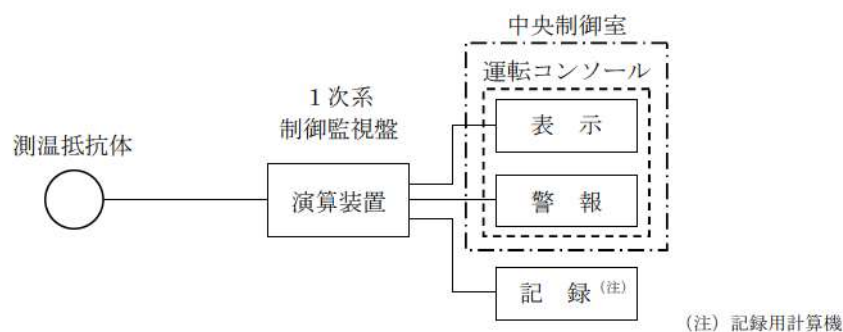 中央制御室
運転コンソール
1次系
制御監視盤
測温抵抗体
演算装置
表 示
警 報
記 録 (注)
(注) 記録用計算機